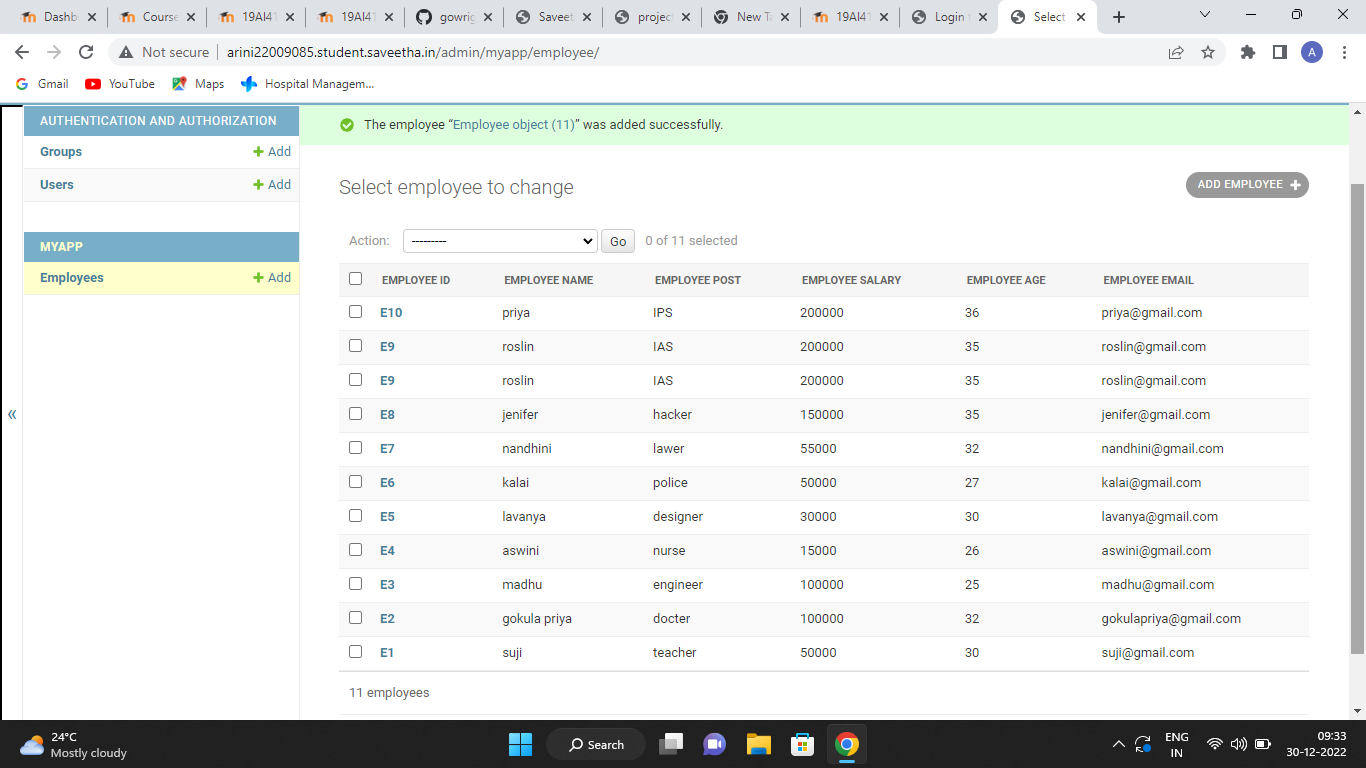 Dashb Course 19AI41 19AI41 gowrig Saveet project New Ta 19AI41 Login Select
Not secure arini22009085.student.saveetha.in/admin/myapp/employee/ A
Gmail YouTube Maps Hospital Managem...
AUTHENTICATION AND AUTHORIZATION
Groups + Add
Users + Add
MYAPP
Employees + Add
«
The employee “Employee object (11)” was added successfully.
Select employee to change
ADD EMPLOYEE +
Action: --------- Go 0 of 11 selected
EMPLOYEE ID EMPLOYEE NAME EMPLOYEE POST EMPLOYEE SALARY EMPLOYEE AGE EMPLOYEE EMAIL
E10 priya IPS 200000 36 priya@gmail.com
E9 roslin IAS 200000 35 roslin@gmail.com
E9 roslin IAS 200000 35 roslin@gmail.com
E8 jenifer hacker 150000 35 jenifer@gmail.com
E7 nandhini lawer 55000 32 nandhini@gmail.com
E6 kalai police 50000 27 kalai@gmail.com
E5 lavanya designer 30000 30 lavanya@gmail.com
E4 aswini nurse 15000 26 aswini@gmail.com
E3 madhu engineer 100000 25 madhu@gmail.com
E2 gokula priya docter 100000 32 gokulapriya@gmail.com
E1 suji teacher 50000 30 suji@gmail.com
11 employees
24°C
Mostly cloudy
Search
ENG
IN
09:33
30-12-2022